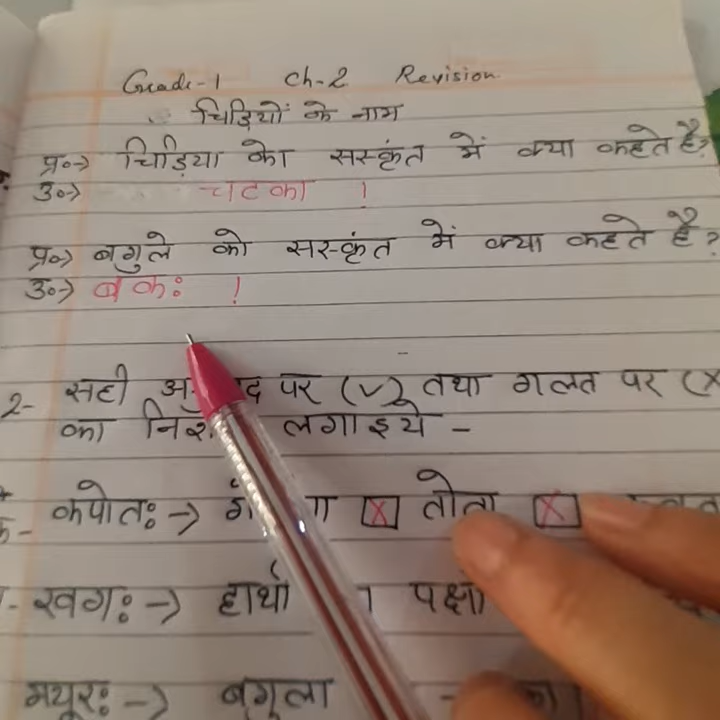 Grade-1 Ch-2 Revision
चिड़ियों के नाम
प्र०→ चिड़िया को सस्कृंत में क्या कहते है?
उ०→ चटका !
प्र०→ बगुले को सस्कृंत में क्या कहते है?
उ०→ बकः !
2- सही पर (✓) तथा गलत पर (X
का लगाइये -
कपोतः → X तोता X
- खगः → हाथी पक्षी
मयूरः → बगुला